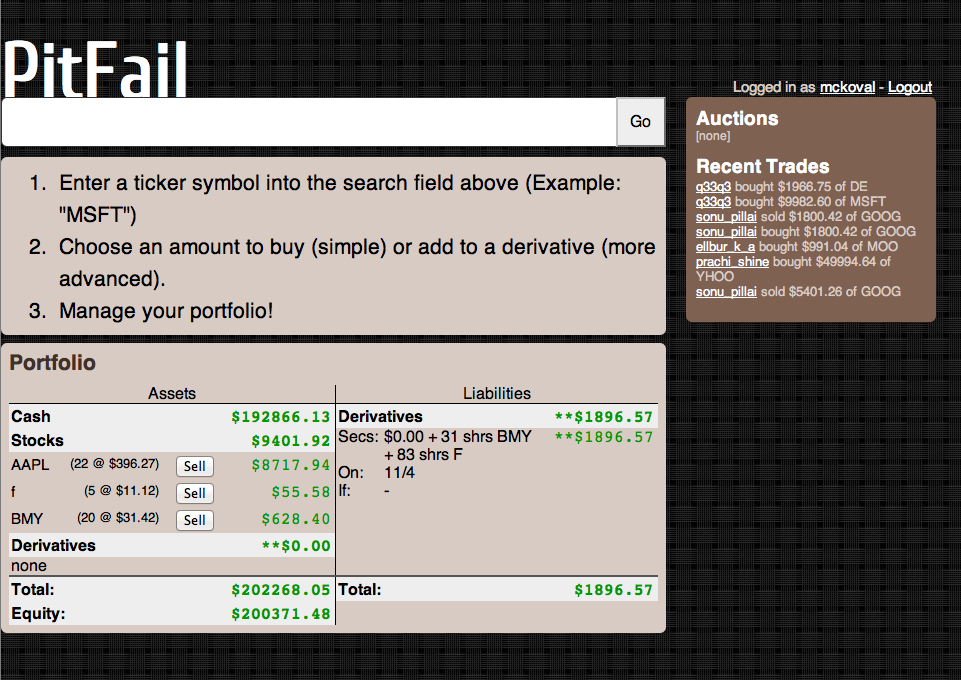 PitFail
Logged in as mckoval - Logout
Go
1. Enter a ticker symbol into the search field above (Example:
"MSFT")
2. Choose an amount to buy (simple) or add to a derivative (more
advanced).
3. Manage your portfolio!
Auctions
[none]
Recent Trades
q33q3 bought $1966.75 of DE
q33q3 bought $9982.60 of MSFT
sonu_pillai sold $1800.42 of GOOG
sonu_pillai bought $1800.42 of GOOG
ellbur_k_a bought $991.04 of MOO
prachi_shine bought $49994.64 of
YHOO
sonu_pillai sold $5401.26 of GOOG
Portfolio
Assets
Cash $192866.13
Stocks $9401.92
AAPL (22 @ $396.27) Sell $8717.94
f (5 @ $11.12) Sell $55.58
BMY (20 @ $31.42) Sell $628.40
Derivatives **$0.00
none
Total: $202268.05
Equity: $200371.48
Liabilities
Derivatives **$1896.57
Secs: $0.00 + 31 shrs BMY **$1896.57
+ 83 shrs F
On: 11/4
If: -
Total: $1896.57